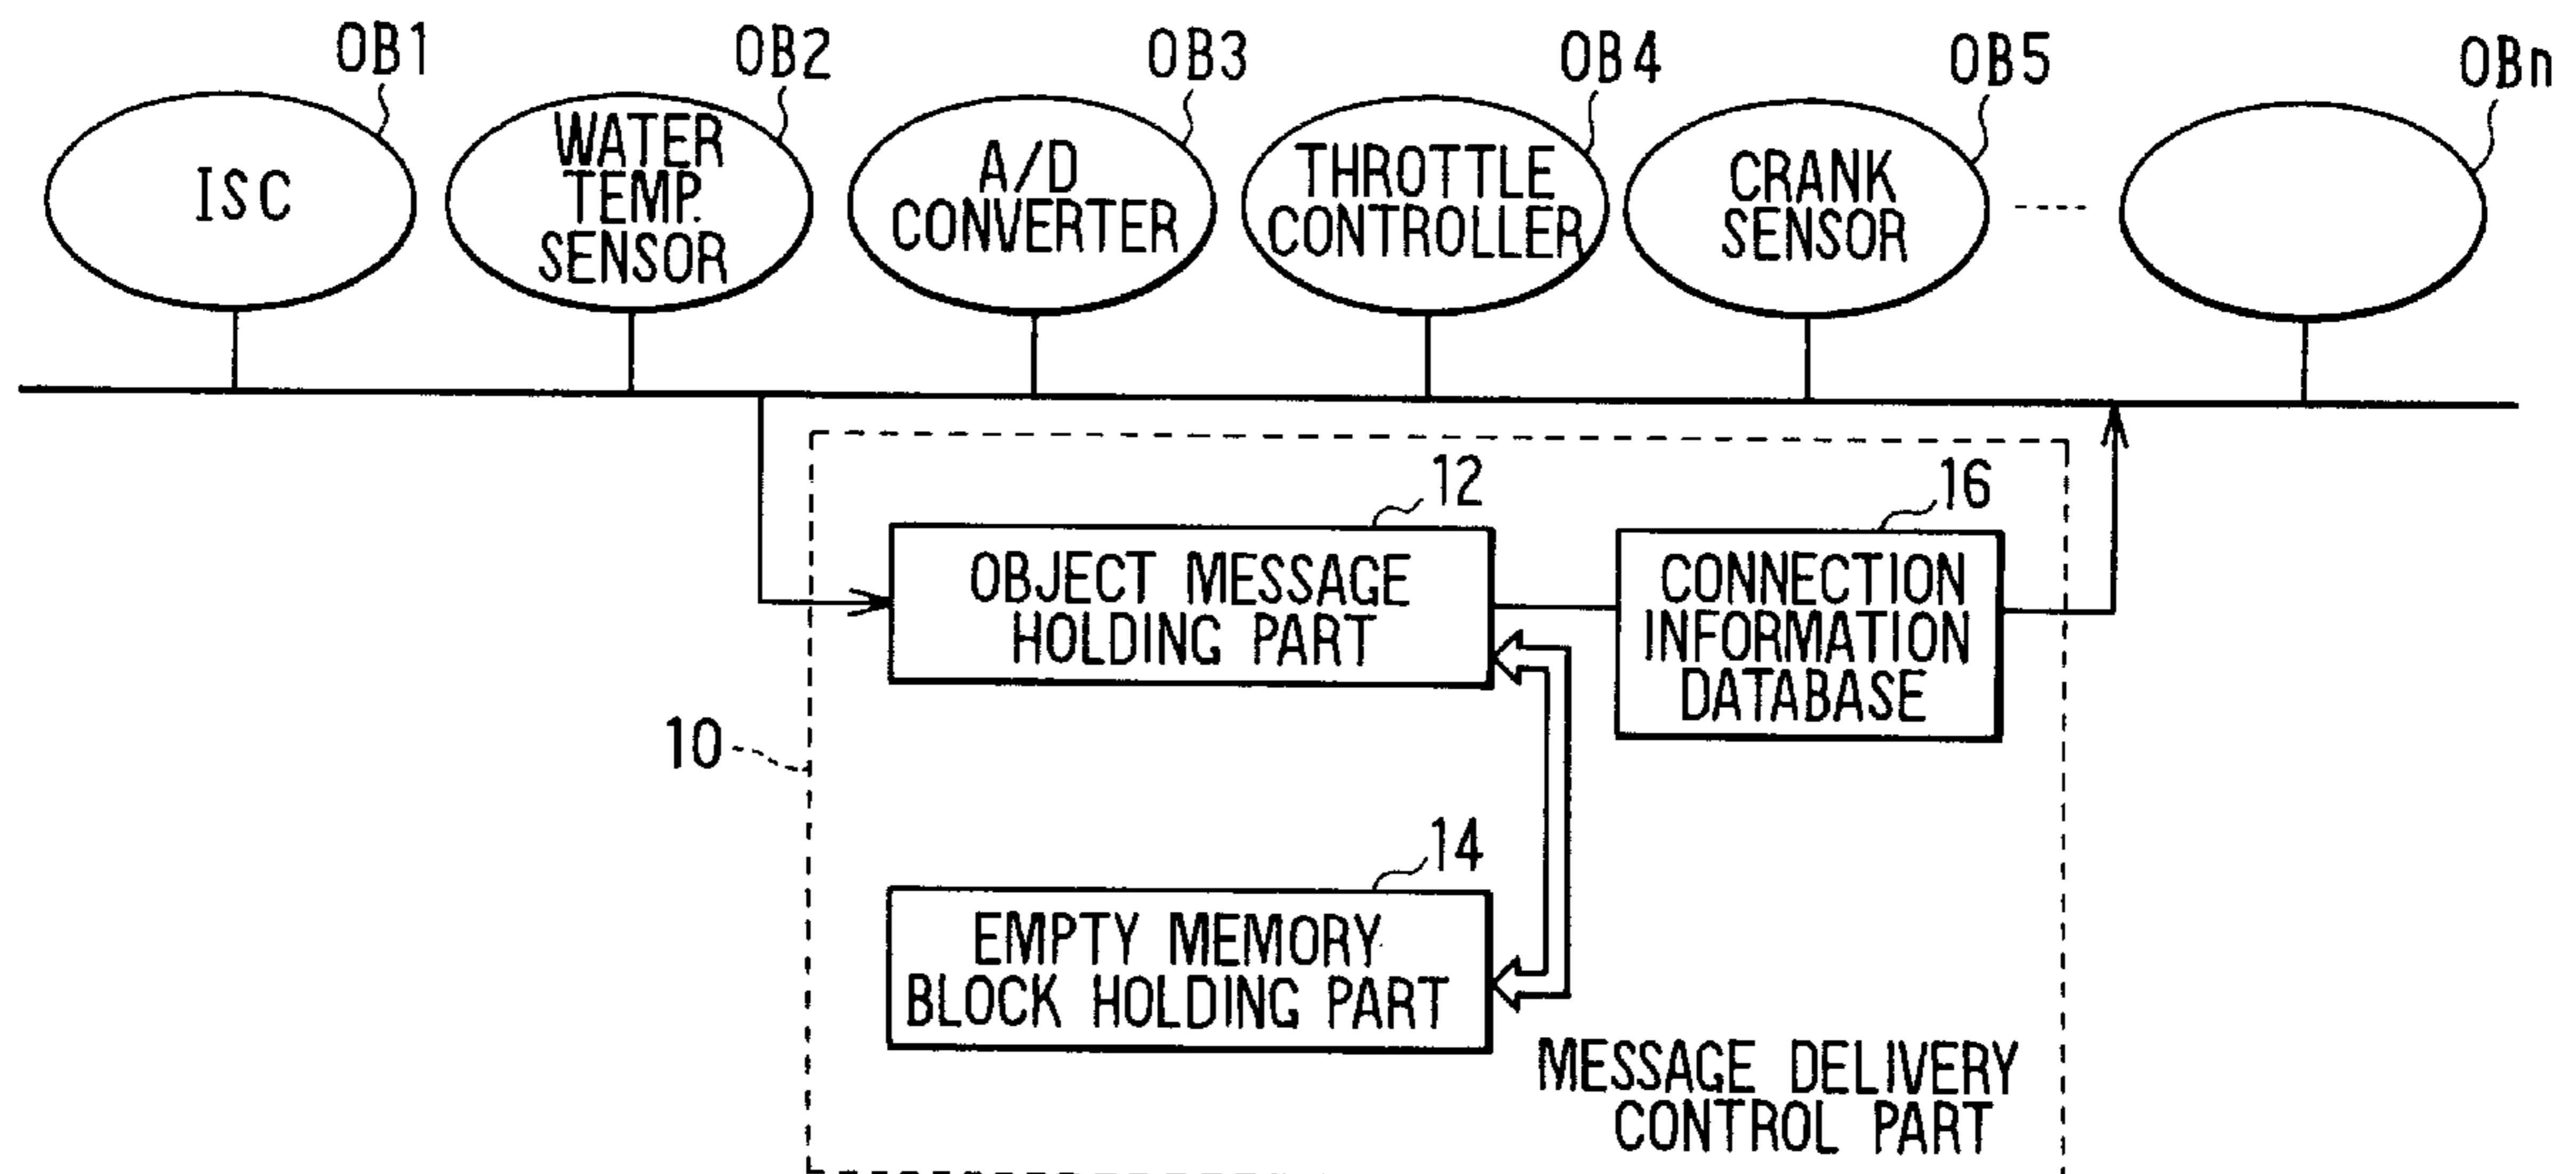 OB1
OB2
OB3
OB4
OB5
OBn
ISC
WATER
TEMP.
SENSOR
A/D
CONVERTER
THROTTLE
CONTROLLER
CRANK
SENSOR
12
16
OBJECT MESSAGE
HOLDING PART
CONNECTION
INFORMATION
DATABASE
10
14
EMPTY MEMORY
BLOCK HOLDING PART
MESSAGE DELIVERY
CONTROL PART